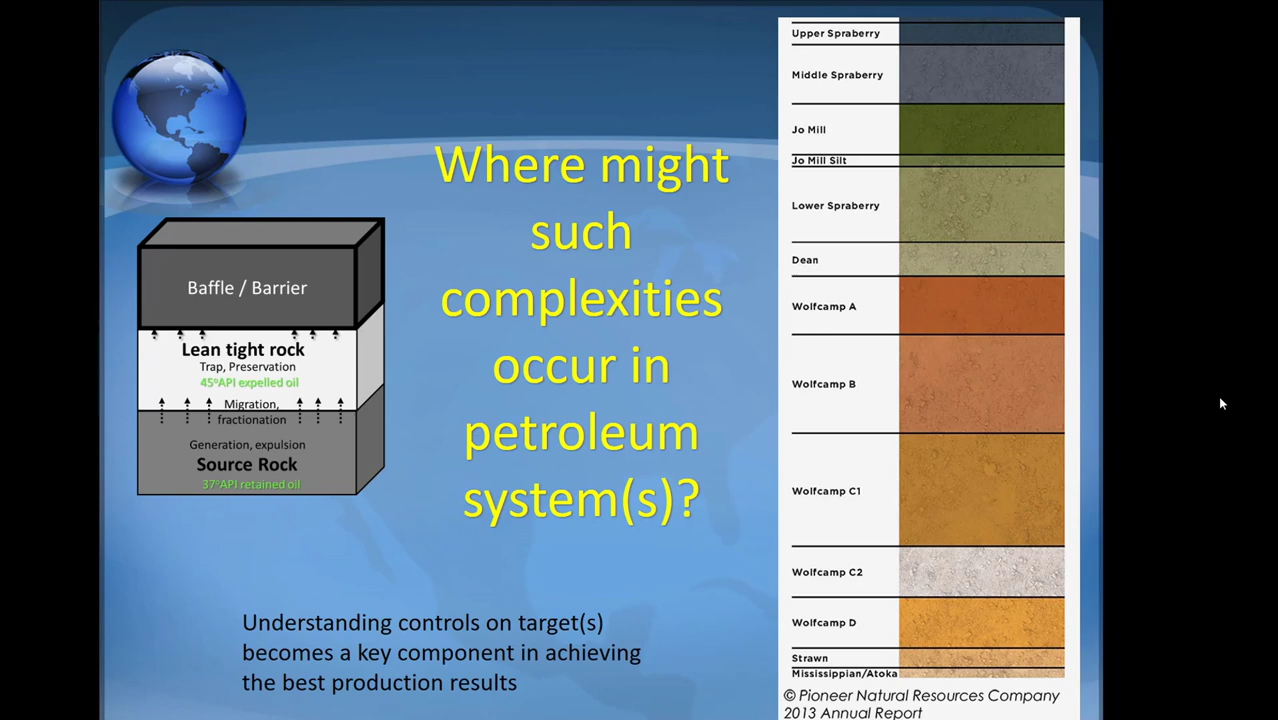 Where might
such
complexities
occur in
petroleum
system(s)?
Baffle / Barrier
Lean tight rock
Trap, Preservation
45°API expelled oil
Migration,
fractionation
Generation, expulsion
Source Rock
37°API retained oil
Understanding controls on target(s)
becomes a key component in achieving
the best production results
Upper Spraberry
Middle Spraberry
Jo Mill
Jo Mill Silt
Lower Spraberry
Dean
Wolfcamp A
Wolfcamp B
Wolfcamp C1
Wolfcamp C2
Wolfcamp D
Strawn
Mississippian/Atoka
© Pioneer Natural Resources Company
2013 Annual Report